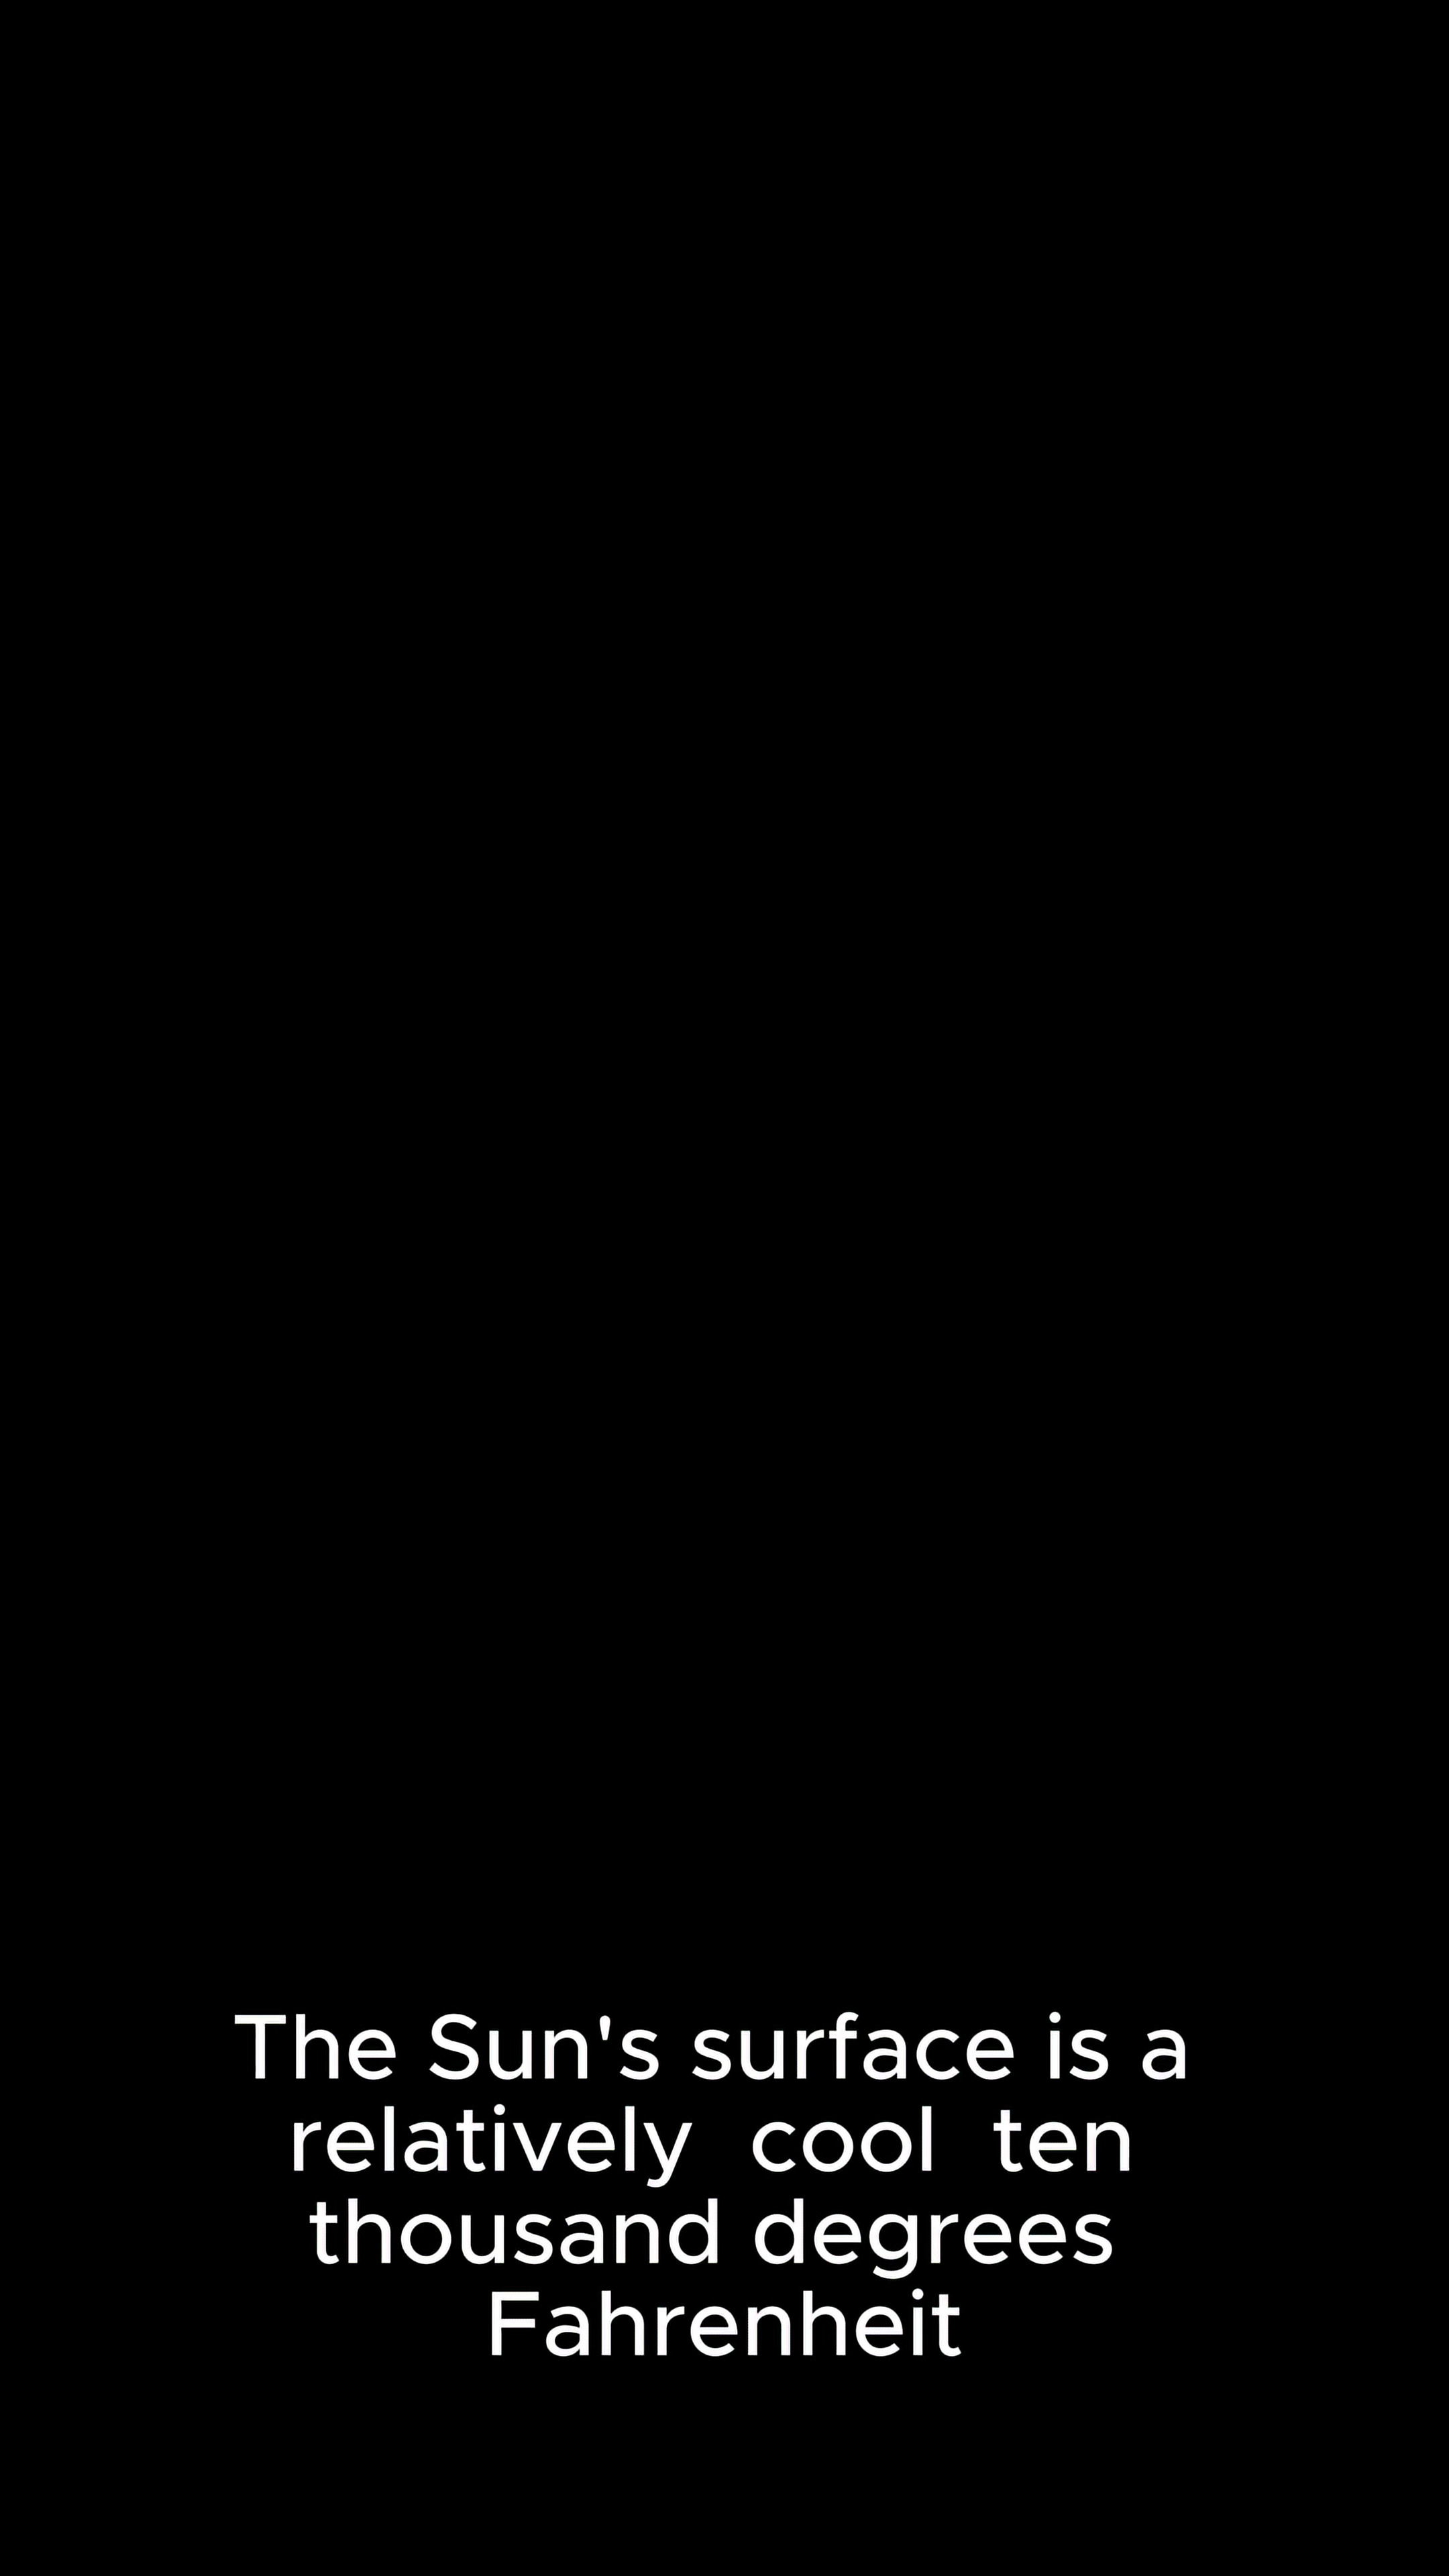 The Sun's surface is a
relatively cool ten
thousand degrees
Fahrenheit